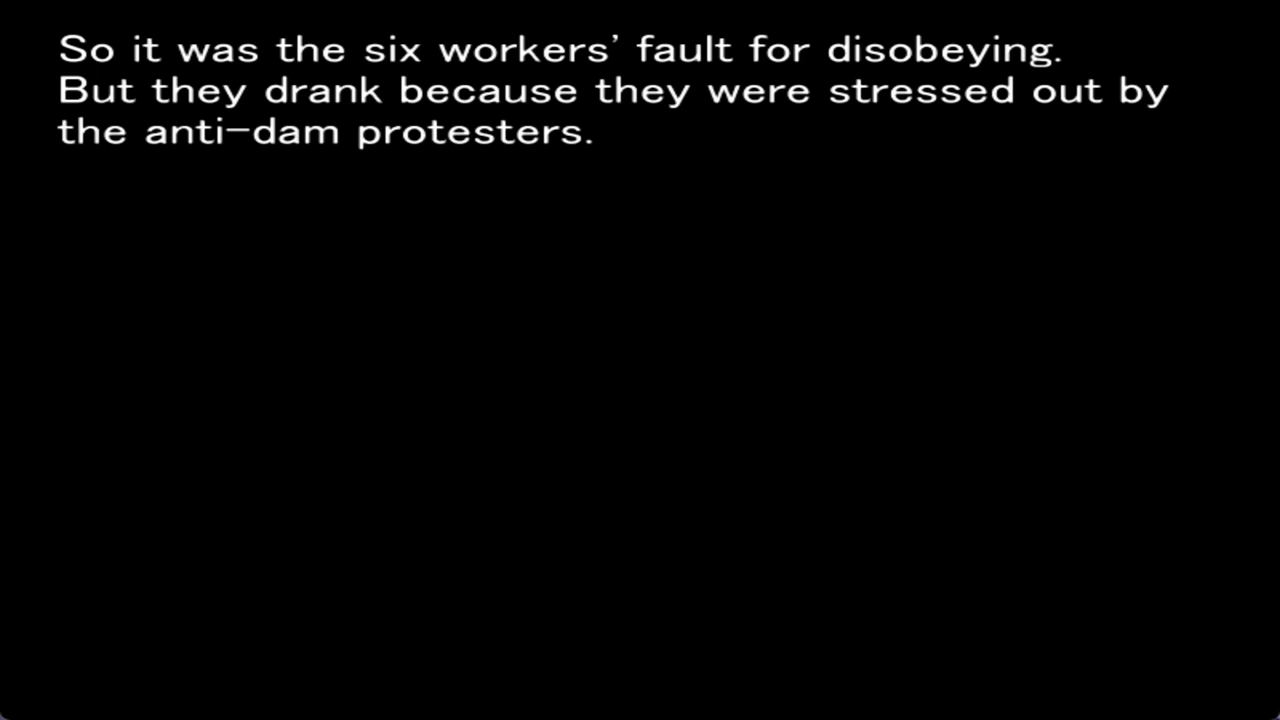 So it was the six workers’ fault for disobeying.
But they drank because they were stressed out by
the anti-dam protesters.